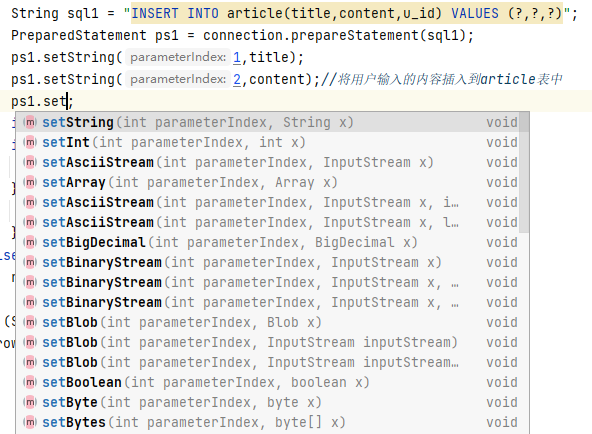 String sql1 = "INSERT INTO article(title,content,u_id) VALUES (?,?,?)";
PreparedStatement ps1 = connection.prepareStatement(sql1);
ps1.setString( parameterIndex: 1,title);
ps1.setString( parameterIndex: 2,content);//将用户输入的内容插入到article表中
ps1.set;
m setString(int parameterIndex, String x) void
m setInt(int parameterIndex, int x) void
m setAsciiStream(int parameterIndex, InputStream x) void
m setArray(int parameterIndex, Array x) void
m setAsciiStream(int parameterIndex, InputStream x, i… void
m setAsciiStream(int parameterIndex, InputStream x, l… void
m setBigDecimal(int parameterIndex, BigDecimal x) void
m setBinaryStream(int parameterIndex, InputStream x) void
m setBinaryStream(int parameterIndex, InputStream x, … void
m setBinaryStream(int parameterIndex, InputStream x, … void
m setBlob(int parameterIndex, Blob x) void
m setBlob(int parameterIndex, InputStream inputStream) void
m setBlob(int parameterIndex, InputStream inputStream… void
m setBoolean(int parameterIndex, boolean x) void
m setByte(int parameterIndex, byte x) void
m setBytes(int parameterIndex, byte[] x) void